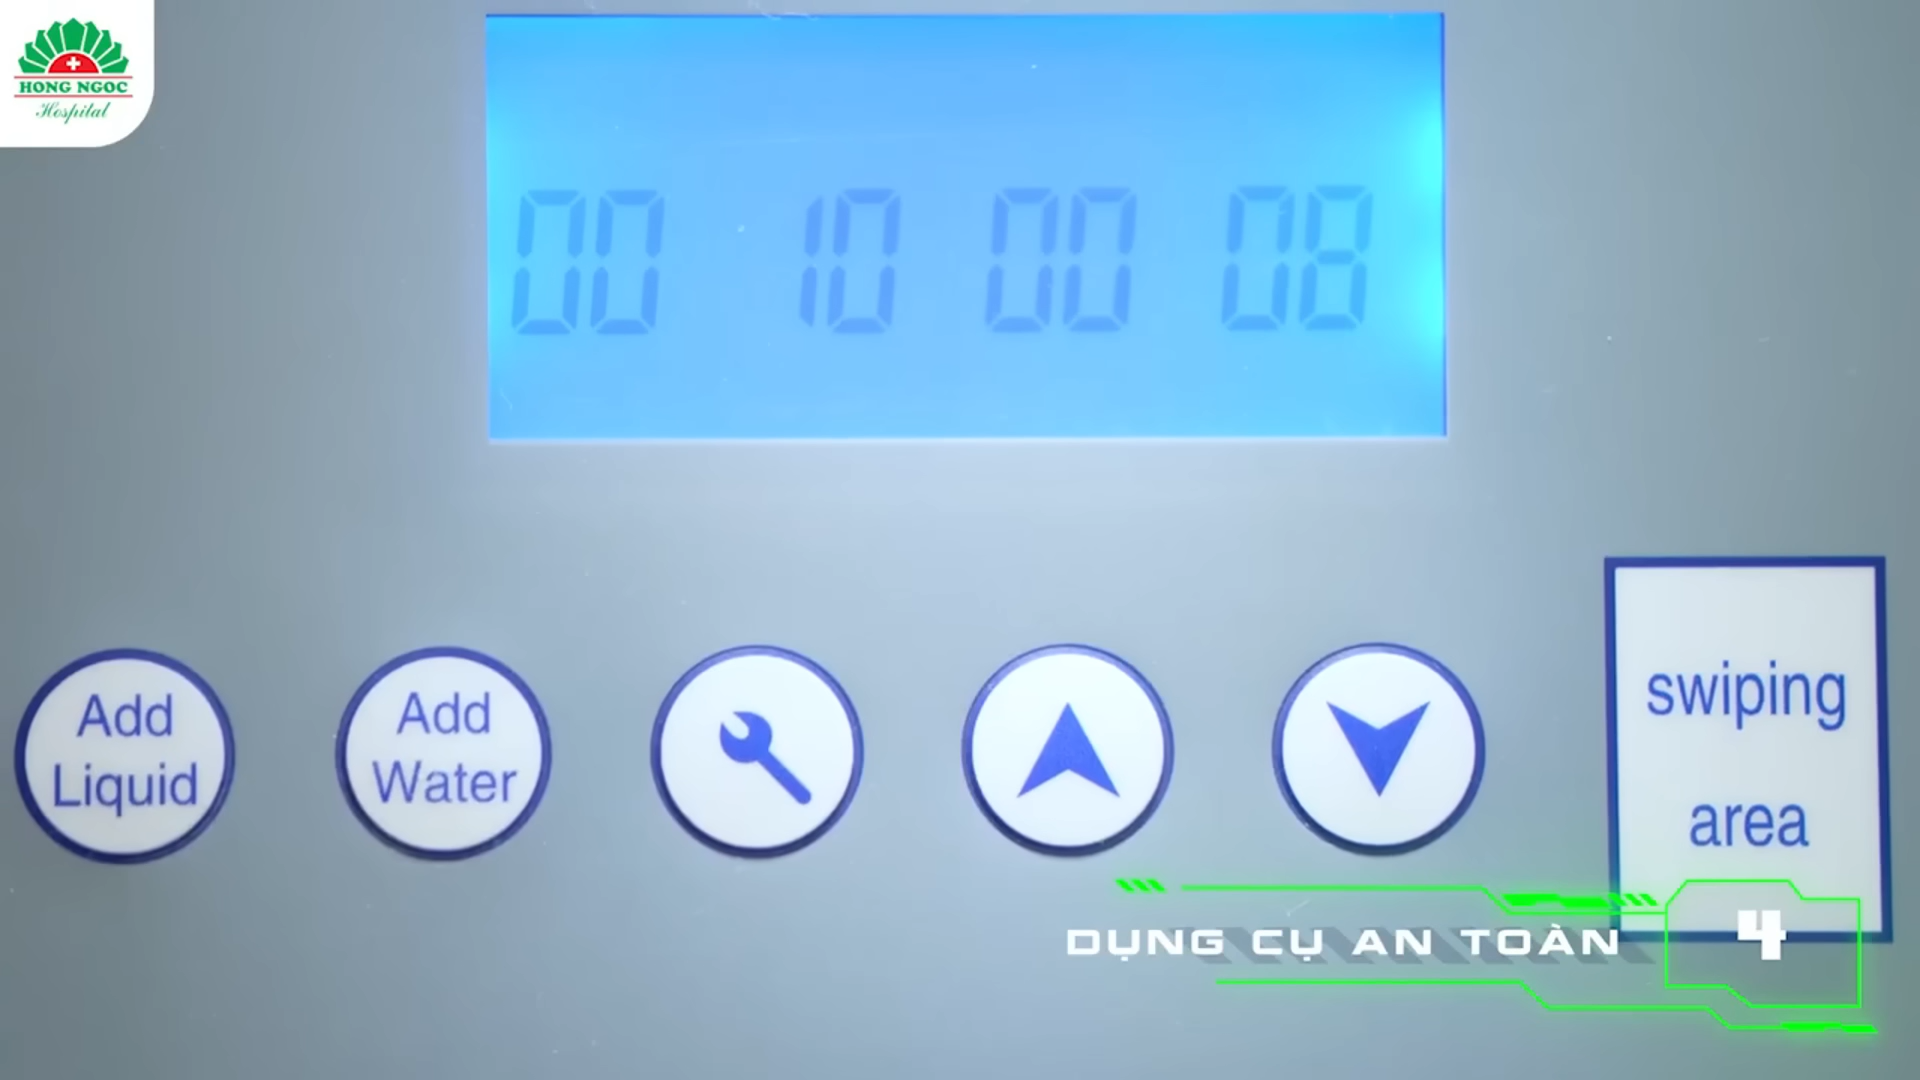 HONG NGOC
Hospital
00 10 00 08
Add
Liquid
Add
Water
swiping
area
DỤNG CỤ AN TOÀN 4